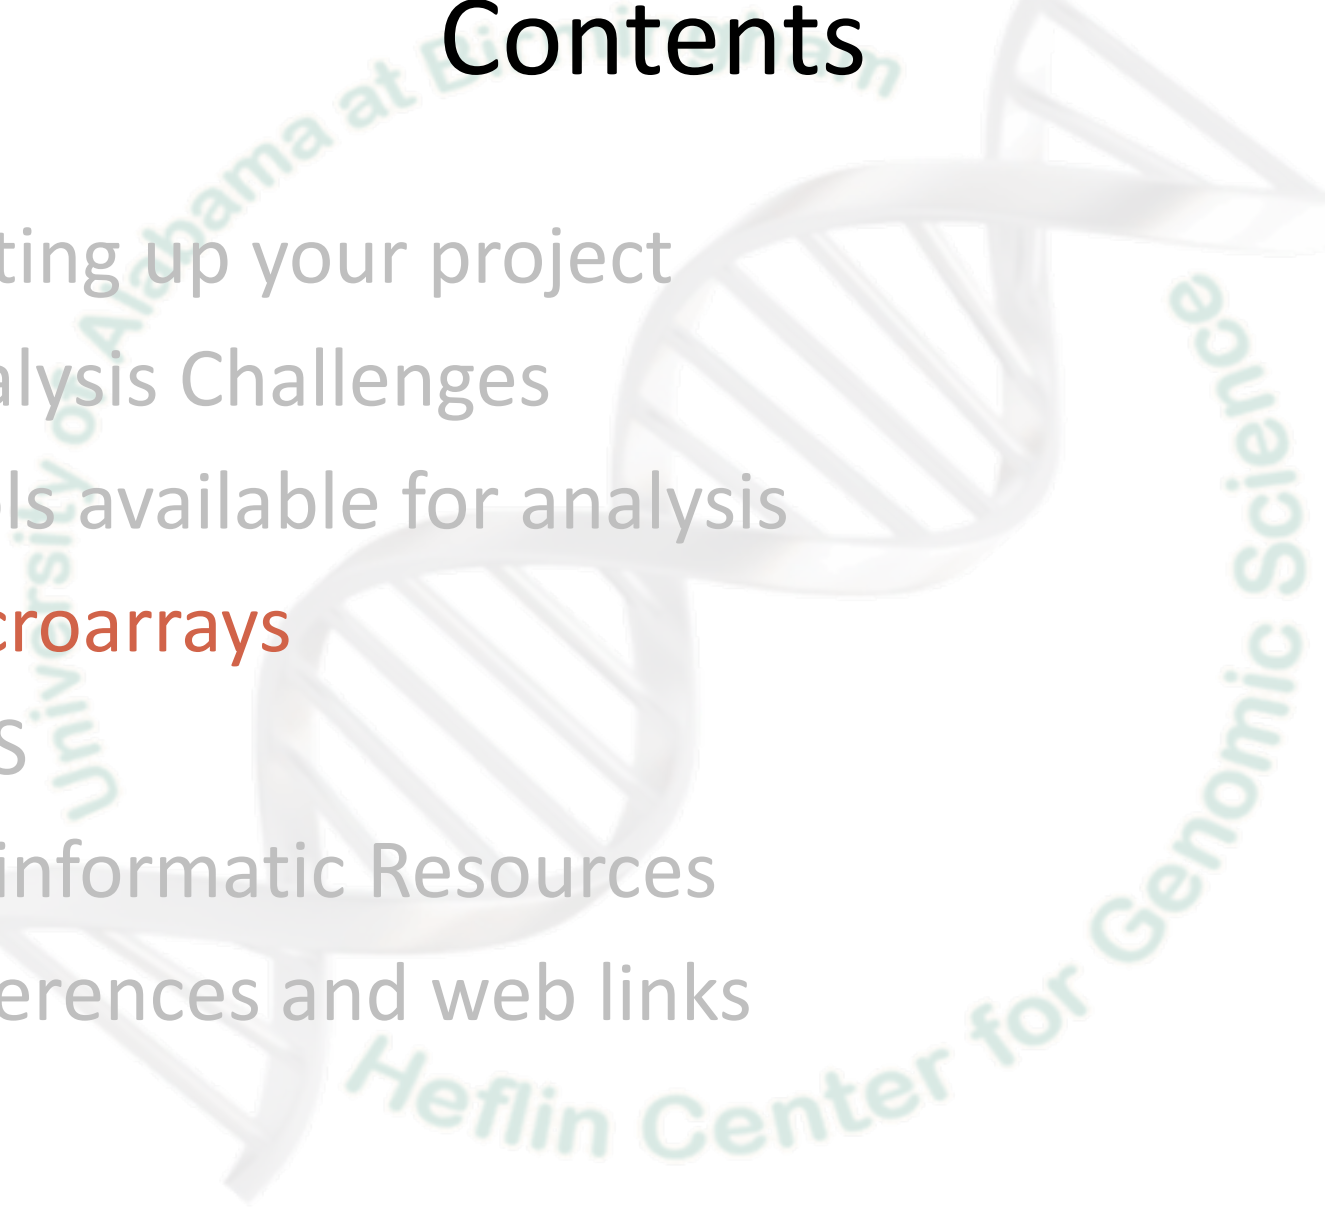 Contents
ting up your project
alysis Challenges
ls available for analysis
croarrays
S
informatic Resources
erences and web links
University of Alabama at Birmingham
Heflin Center for Genomic Science